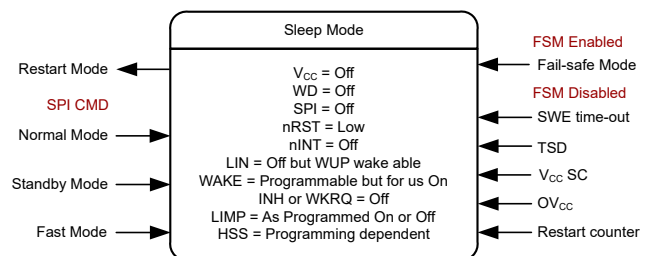 Sleep Mode
Restart Mode
SPI CMD
Normal Mode
Standby Mode
Fast Mode
V_CC = Off
WD = Off
SPI = Off
nRST = Low
nINT = Off
LIN = Off but WUP wake able
WAKE = Programmable but for us On
INH or WKRQ = Off
LIMP = As Programmed On or Off
HSS = Programming dependent
FSM Enabled
Fail-safe Mode
FSM Disabled
SWE time-out
TSD
V_CC SC
OV_CC
Restart counter